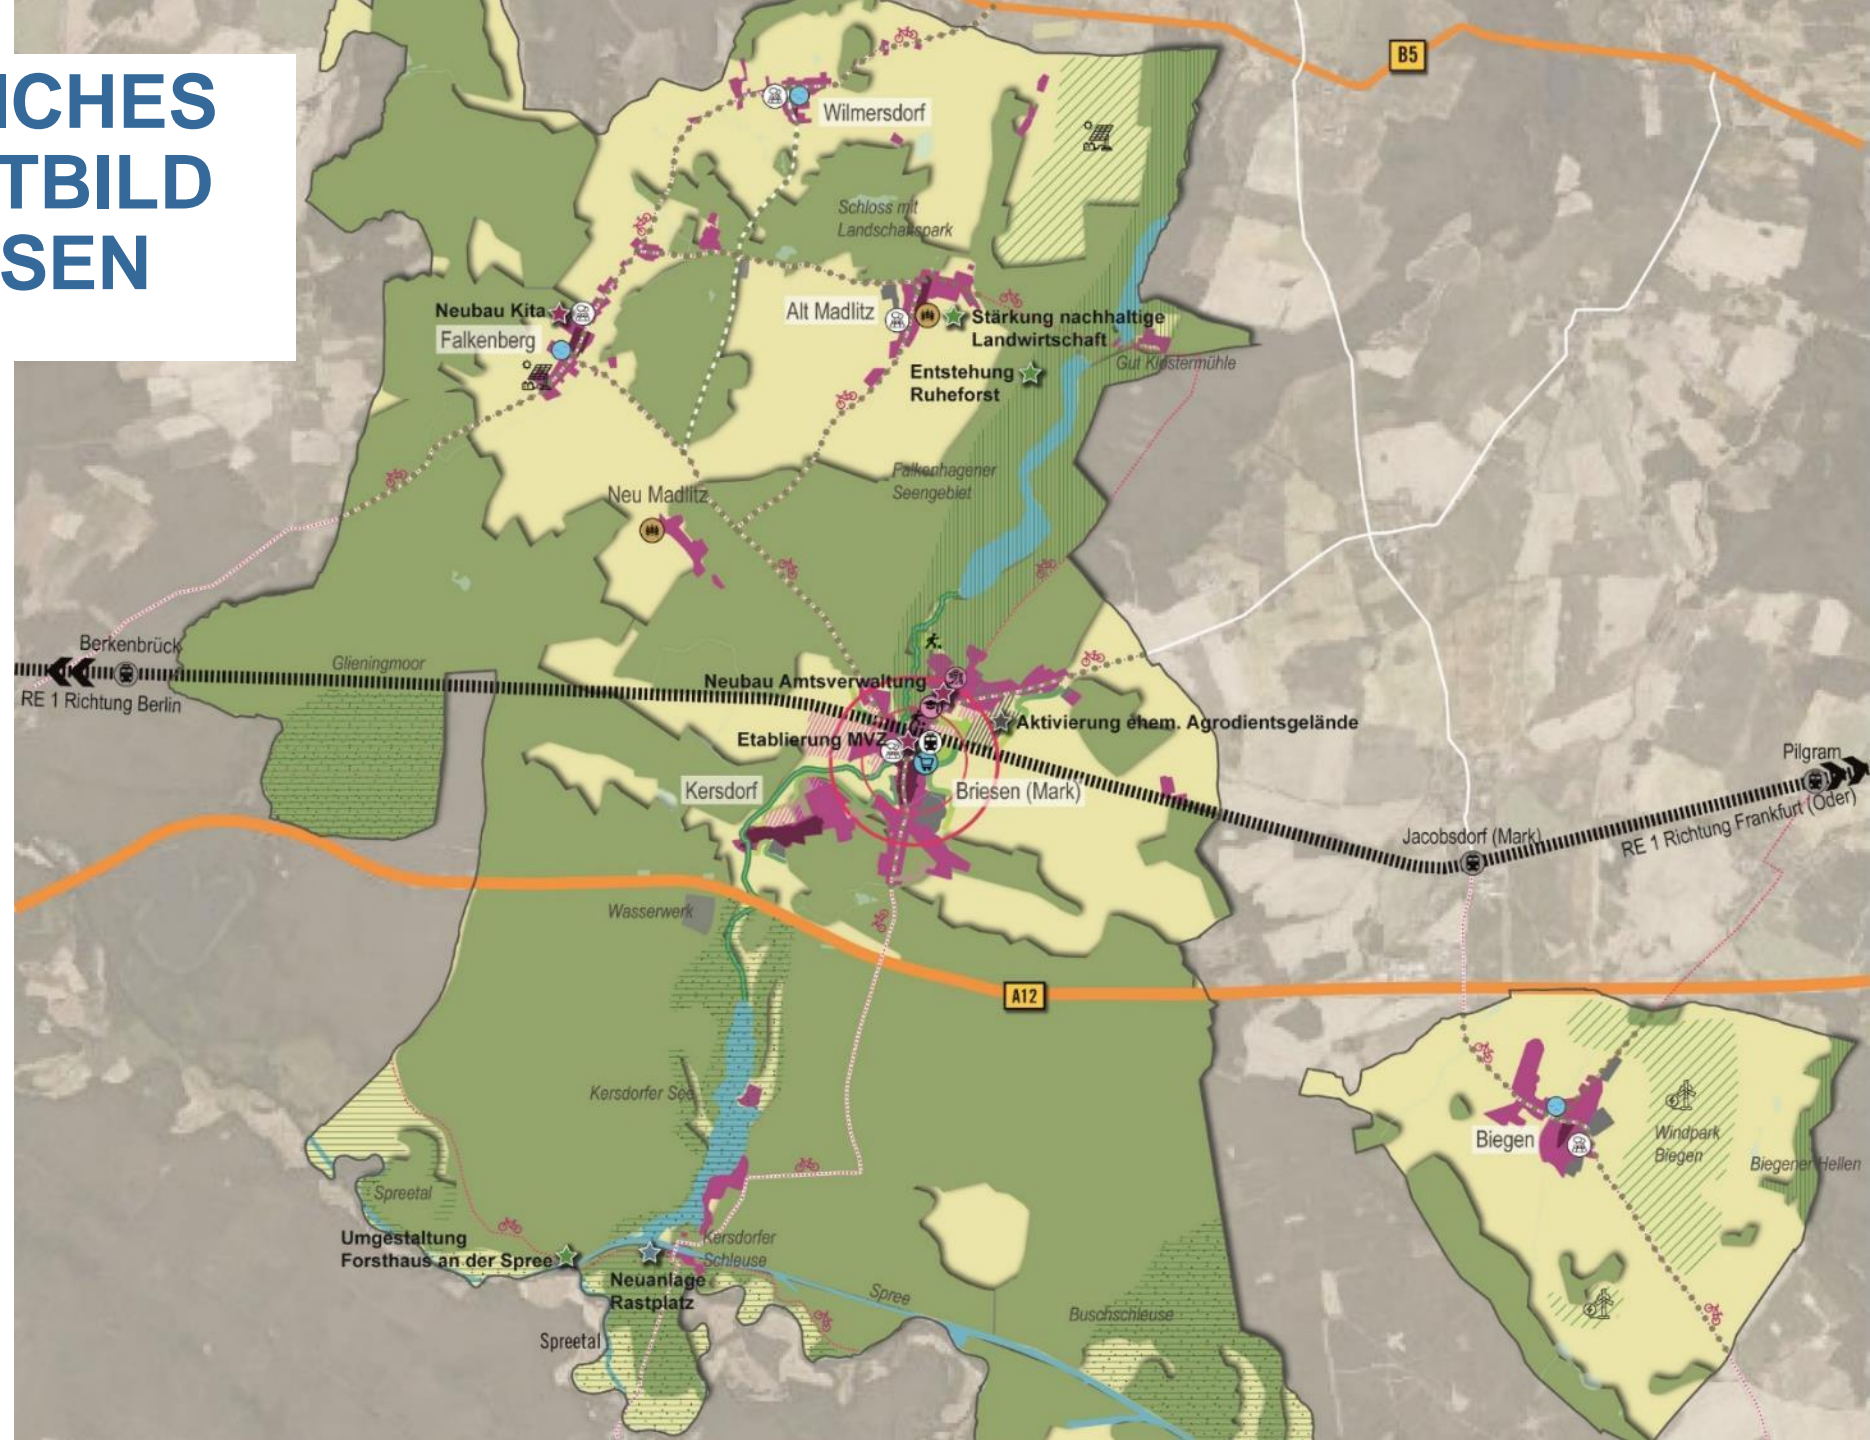 ICHES
TBILD
SEN
B5
Wilmersdorf
Schloss mit
Landschaftspark
Neubau Kita
Falkenberg
Alt Madlitz
Stärkung nachhaltige
Landwirtschaft
Gut Klostermühle
Entstehung
Ruheforst
Falkenhagener
Seengebiet
Neu Madlitz
Berkenbrück
Glieningmoor
RE 1 Richtung Berlin
Neubau Amtsverwaltung
Aktivierung ehem. Agrodientsgelände
Etablierung MVZ
Pilgram
Kersdorf
Briesen (Mark)
Jacobsdorf (Mark)
RE 1 Richtung Frankfurt (Oder)
Wasserwerk
A12
Kersdorfer See
Biegen
Windpark
Biegen
Biegener Hellen
Spreetal
Umgestaltung
Forsthaus an der Spree
Kersdorfer
Schleuse
Neuanlage
Rastplatz
Spree
Buschschleuse
Spreetal